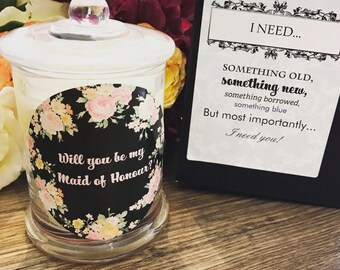 Will you be my
Maid of Honour?
I NEED...
SOMETHING OLD,
something new,
something borrowed,
something blue
But most importantly...
I need you!